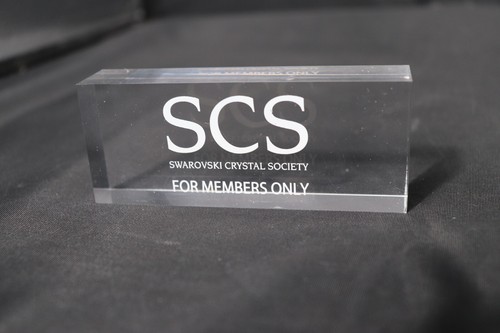 SCS
SWAROVSKI CRYSTAL SOCIETY
FOR MEMBERS ONLY